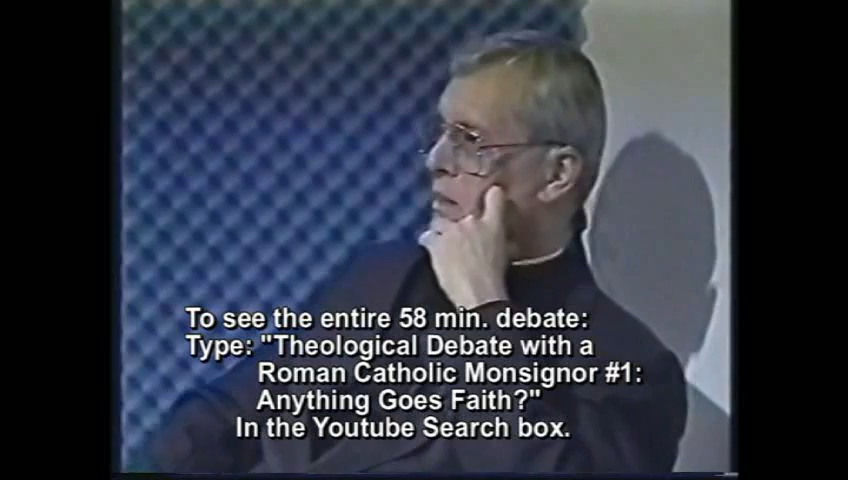 To see the entire 58 min. debate:
Type: "Theological Debate with a
Roman Catholic Monsignor #1:
Anything Goes Faith?"
In the Youtube Search box.